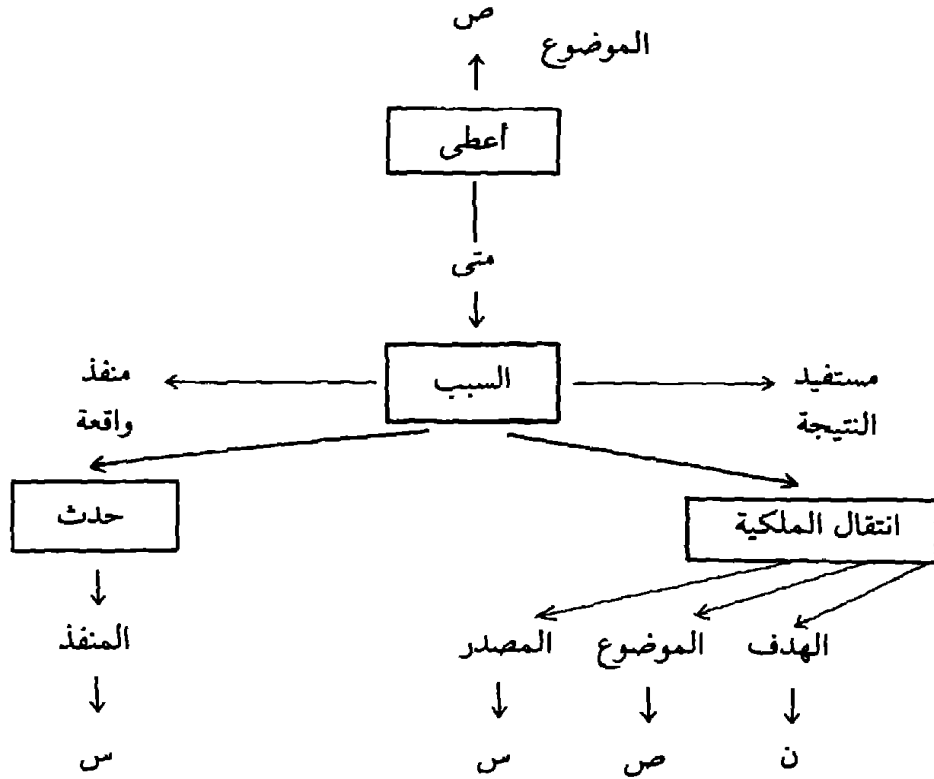 ص
الموضوع
أعطى
متى
السبب
مستفيد
منفذ
النتيجة
واقعة
انتقال الملكية
حدث
الهدف
الموضوع
المصدر
المنفذ
ن
ص
س
س